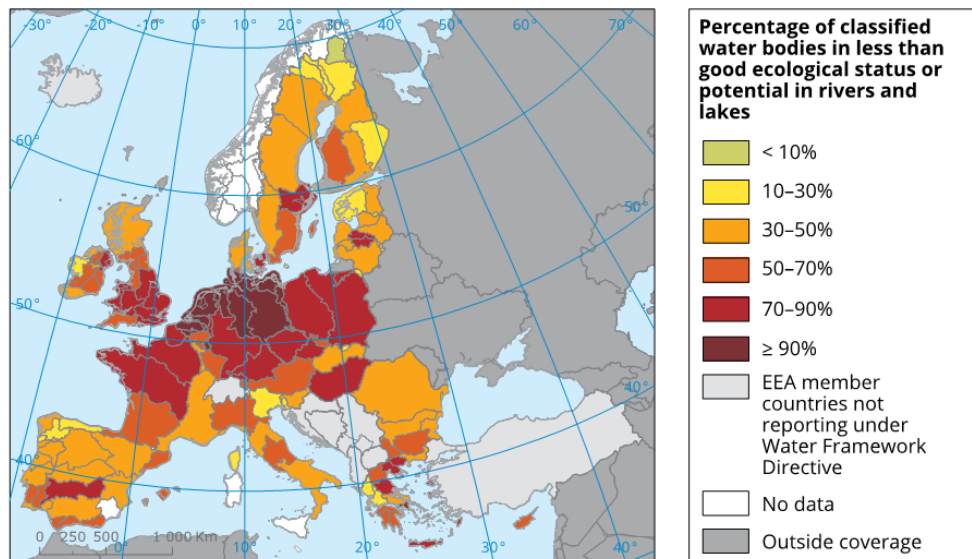 -30° -20° -10° 0° 10° 20° 30° 40° 50° 60° 70°
60°
50°
50°
40°
40°
0 250 500 1 000 Km
0° 10° 20° 30°
Percentage of classified
water bodies in less than
good ecological status or
potential in rivers and
lakes
< 10%
10–30%
30–50%
50–70%
70–90%
≥ 90%
EEA member
countries not
reporting under
Water Framework
Directive
No data
Outside coverage